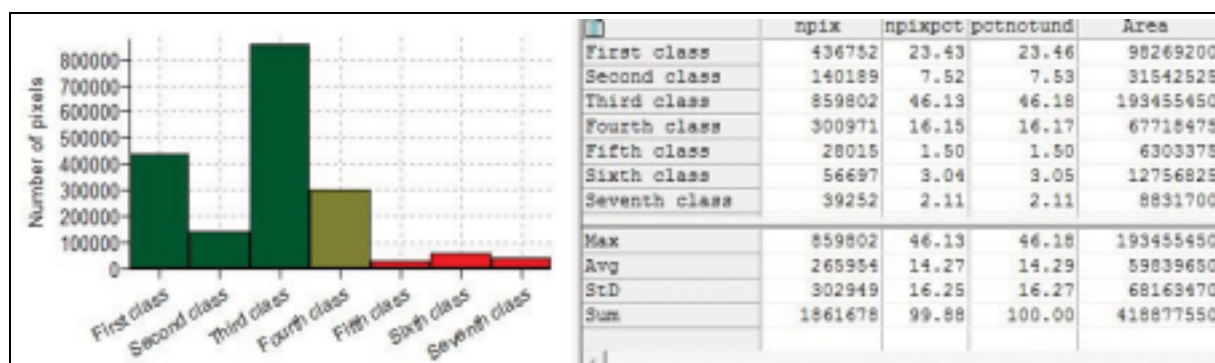 Number of pixels
800000
700000
600000
500000
400000
300000
200000
100000
0
First class
Second class
Third class
Fourth class
Fifth class
Sixth class
Seventh class
npix npixpct pctnotund Area
First class 436752 23.43 23.46 98269200
Second class 140189 7.52 7.53 31542525
Third class 859802 46.13 46.18 193455450
Fourth class 300971 16.15 16.17 67718475
Fifth class 28015 1.50 1.50 6303375
Sixth class 56697 3.04 3.05 12756825
Seventh class 39252 2.11 2.11 8831700
Max 859802 46.13 46.18 193455450
Avg 265954 14.27 14.29 59839650
StD 302949 16.25 16.27 68163470
Sum 1861678 99.88 100.00 418877550